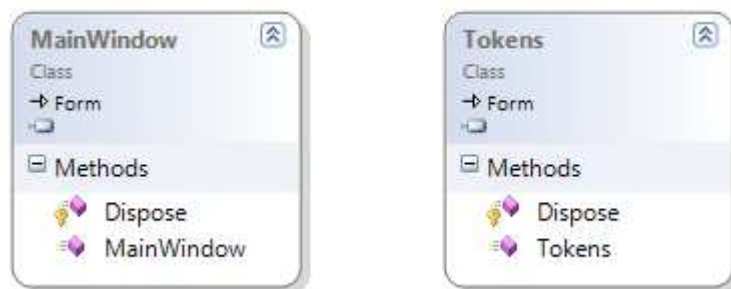 MainWindow
Class
Form
Methods
Dispose
MainWindow
Tokens
Class
Form
Methods
Dispose
Tokens